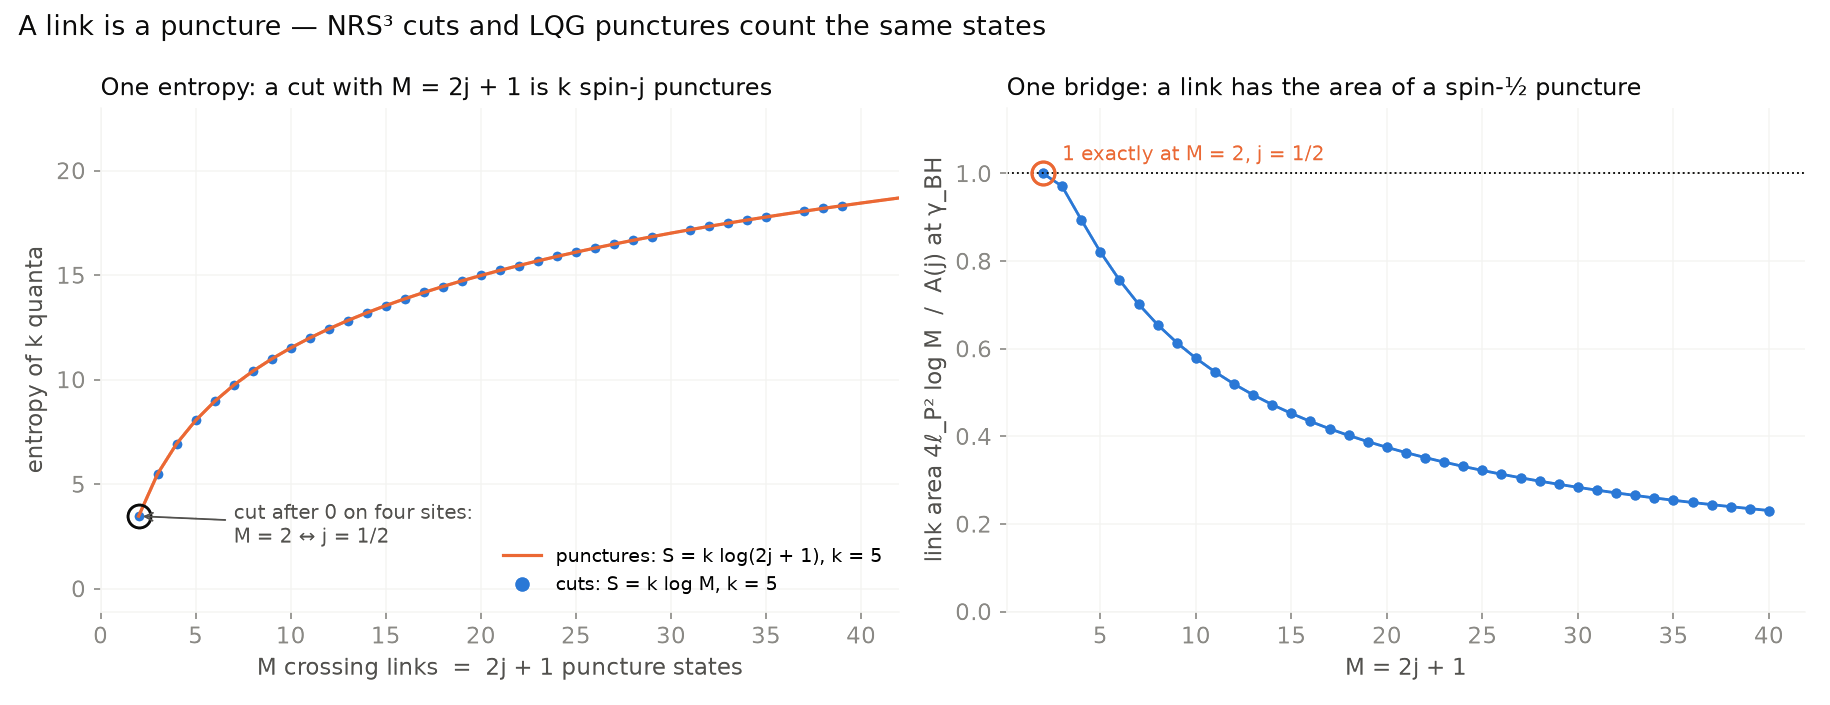 A link is a puncture — NRS³ cuts and LQG punctures count the same states
One entropy: a cut with M = 2j + 1 is k spin-j punctures
entropy of k quanta
20
15
10
5
0
cut after 0 on four sites:
M = 2 ↔ j = 1/2
punctures: S = k log(2j + 1), k = 5
cuts: S = k log M, k = 5
0 5 10 15 20 25 30 35 40
M crossing links = 2j + 1 puncture states
One bridge: a link has the area of a spin-½ puncture
link area 4ℓ_P² log M / A(j) at γ_BH
1 exactly at M = 2, j = 1/2
1.0
0.8
0.6
0.4
0.2
0.0
5 10 15 20 25 30 35 40
M = 2j + 1